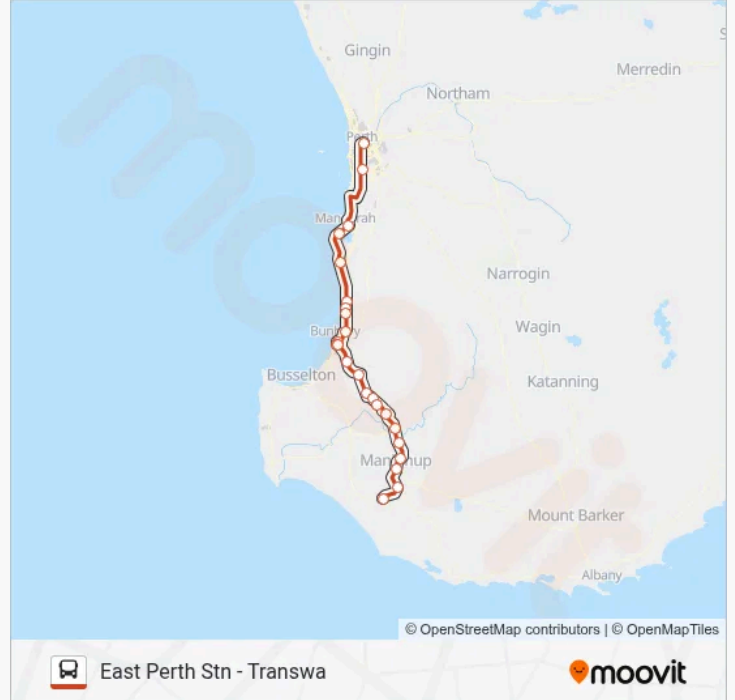 Gingin
Merredin
Northam
Perth
Mandurah
Narrogin
Wagin
Bunbury
Busselton
Katanning
Manjimup
Mount Barker
Albany
© OpenStreetMap contributors | © OpenMapTiles
East Perth Stn - Transwa
moovit